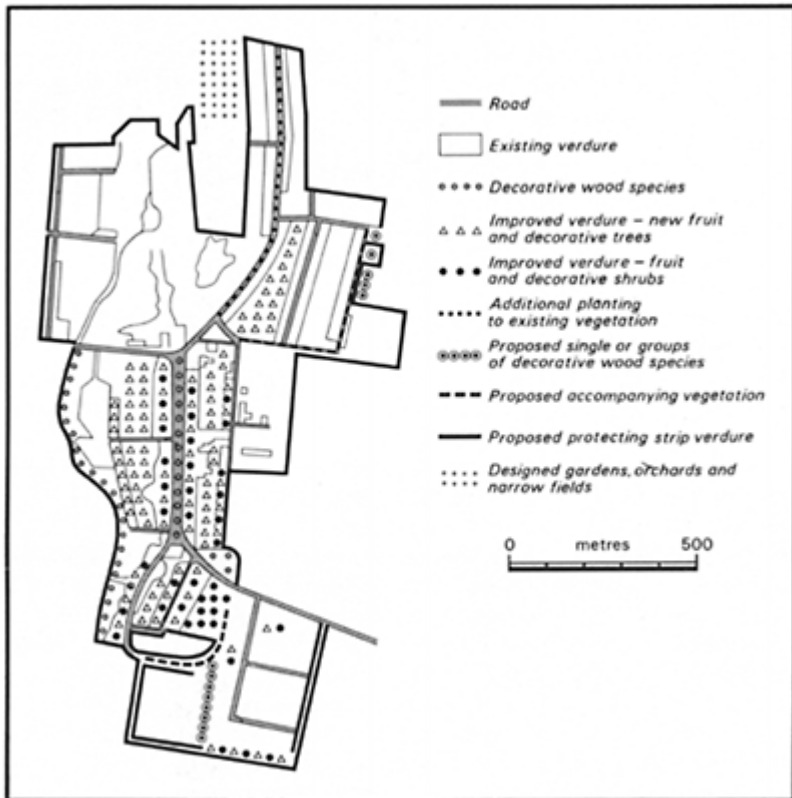 Road
Existing verdure
Decorative wood species
Improved verdure – new fruit
and decorative trees
Improved verdure – fruit
and decorative shrubs
Additional planting
to existing vegetation
Proposed single or groups
of decorative wood species
Proposed accompanying vegetation
Proposed protecting strip verdure
Designed gardens, orchards and
narrow fields
0 metres 500